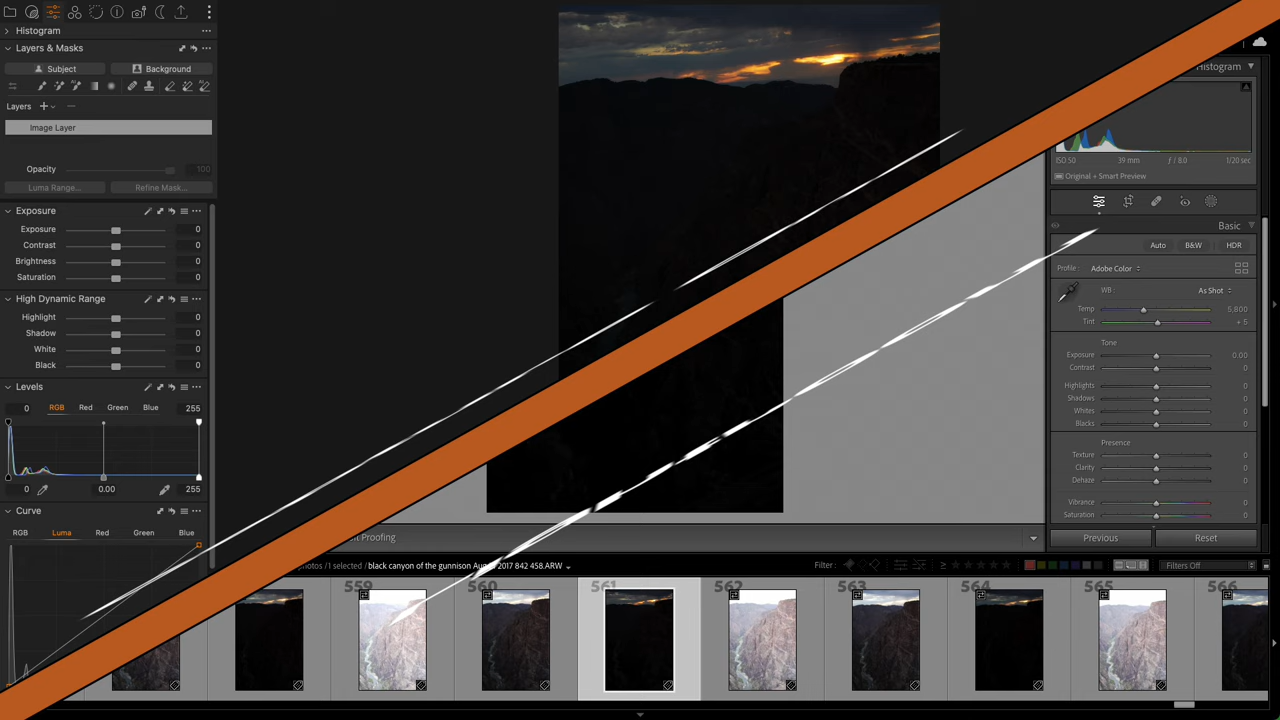 Histogram
Layers & Masks
Subject
Background
Layers
Image Layer
Opacity
100
Luma Range...
Refine Mask...
Exposure
Exposure 0
Contrast 0
Brightness 0
Saturation 0
High Dynamic Range
Highlight 0
Shadow 0
White 0
Black 0
Levels
0 RGB Red Green Blue 255
0 0.00 255
Curve
RGB Luma Red Green Blue
Histogram
ISO 50 39 mm ƒ / 8.0 1/20 sec
Original + Smart Preview
Basic
Auto B&W HDR
Profile: Adobe Color
WB: As Shot
Temp 5,800
Tint + 5
Tone
Exposure 0.00
Contrast 0
Highlights 0
Shadows 0
Whites 0
Blacks 0
Presence
Texture 0
Clarity 0
Dehaze 0
Vibrance 0
Saturation 0
Previous Reset
Proofing
photos / 1 selected / black canyon of the gunnison 2017 842 458.ARW
Filter :
Filters Off
559 560 561 562 563 564 565 566